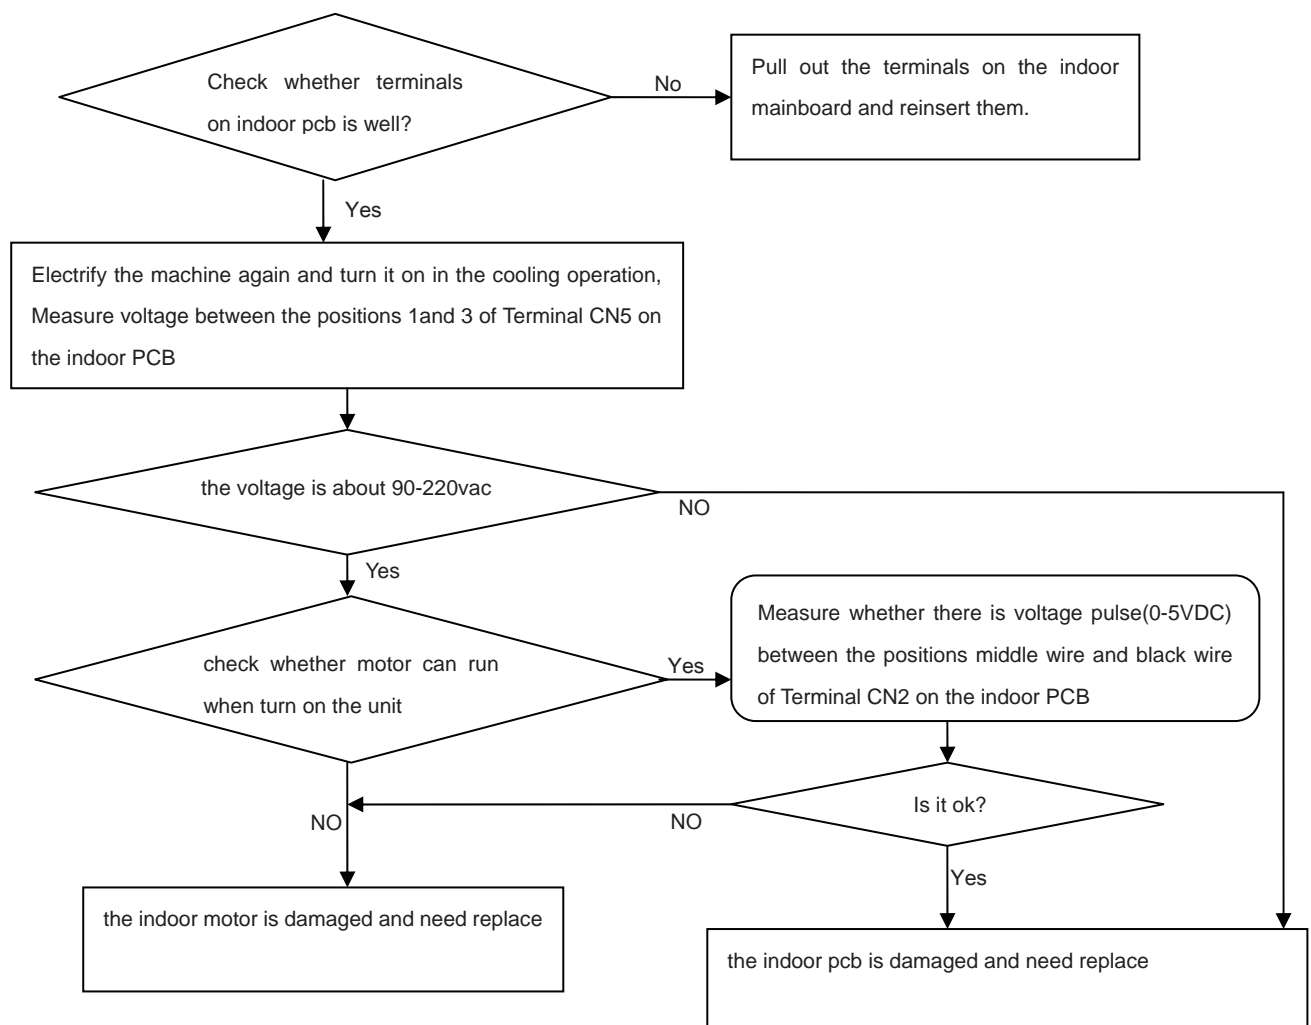 Check whether terminals
on indoor pcb is well?
No
Pull out the terminals on the indoor
mainboard and reinsert them.
Yes
Electrify the machine again and turn it on in the cooling operation,
Measure voltage between the positions 1and 3 of Terminal CN5 on
the indoor PCB
the voltage is about 90-220vac
NO
Yes
check whether motor can run
when turn on the unit
Yes
Measure whether there is voltage pulse(0-5VDC)
between the positions middle wire and black wire
of Terminal CN2 on the indoor PCB
Is it ok?
NO
NO
Yes
the indoor motor is damaged and need replace
the indoor pcb is damaged and need replace